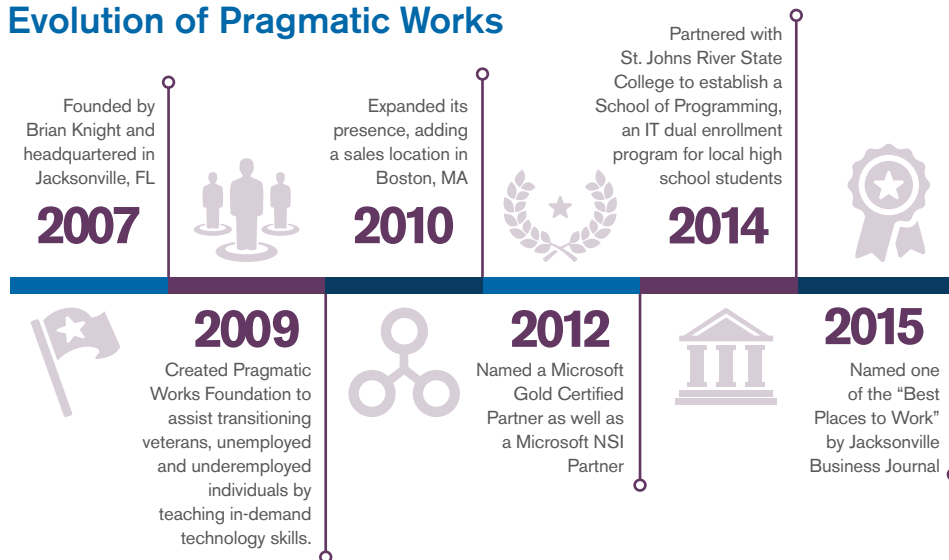 Evolution of Pragmatic Works
Founded by
Brian Knight and
headquartered in
Jacksonville, FL
2007
2009
Created Pragmatic
Works Foundation to
assist transitioning
veterans, unemployed
and underemployed
individuals by
teaching in-demand
technology skills.
Expanded its
presence, adding
a sales location in
Boston, MA
2010
2012
Named a Microsoft
Gold Certified
Partner as well as
a Microsoft NSI
Partner
Partnered with
St. Johns River State
College to establish a
School of Programming,
an IT dual enrollment
program for local high
school students
2014
2015
Named one
of the “Best
Places to Work”
by Jacksonville
Business Journal